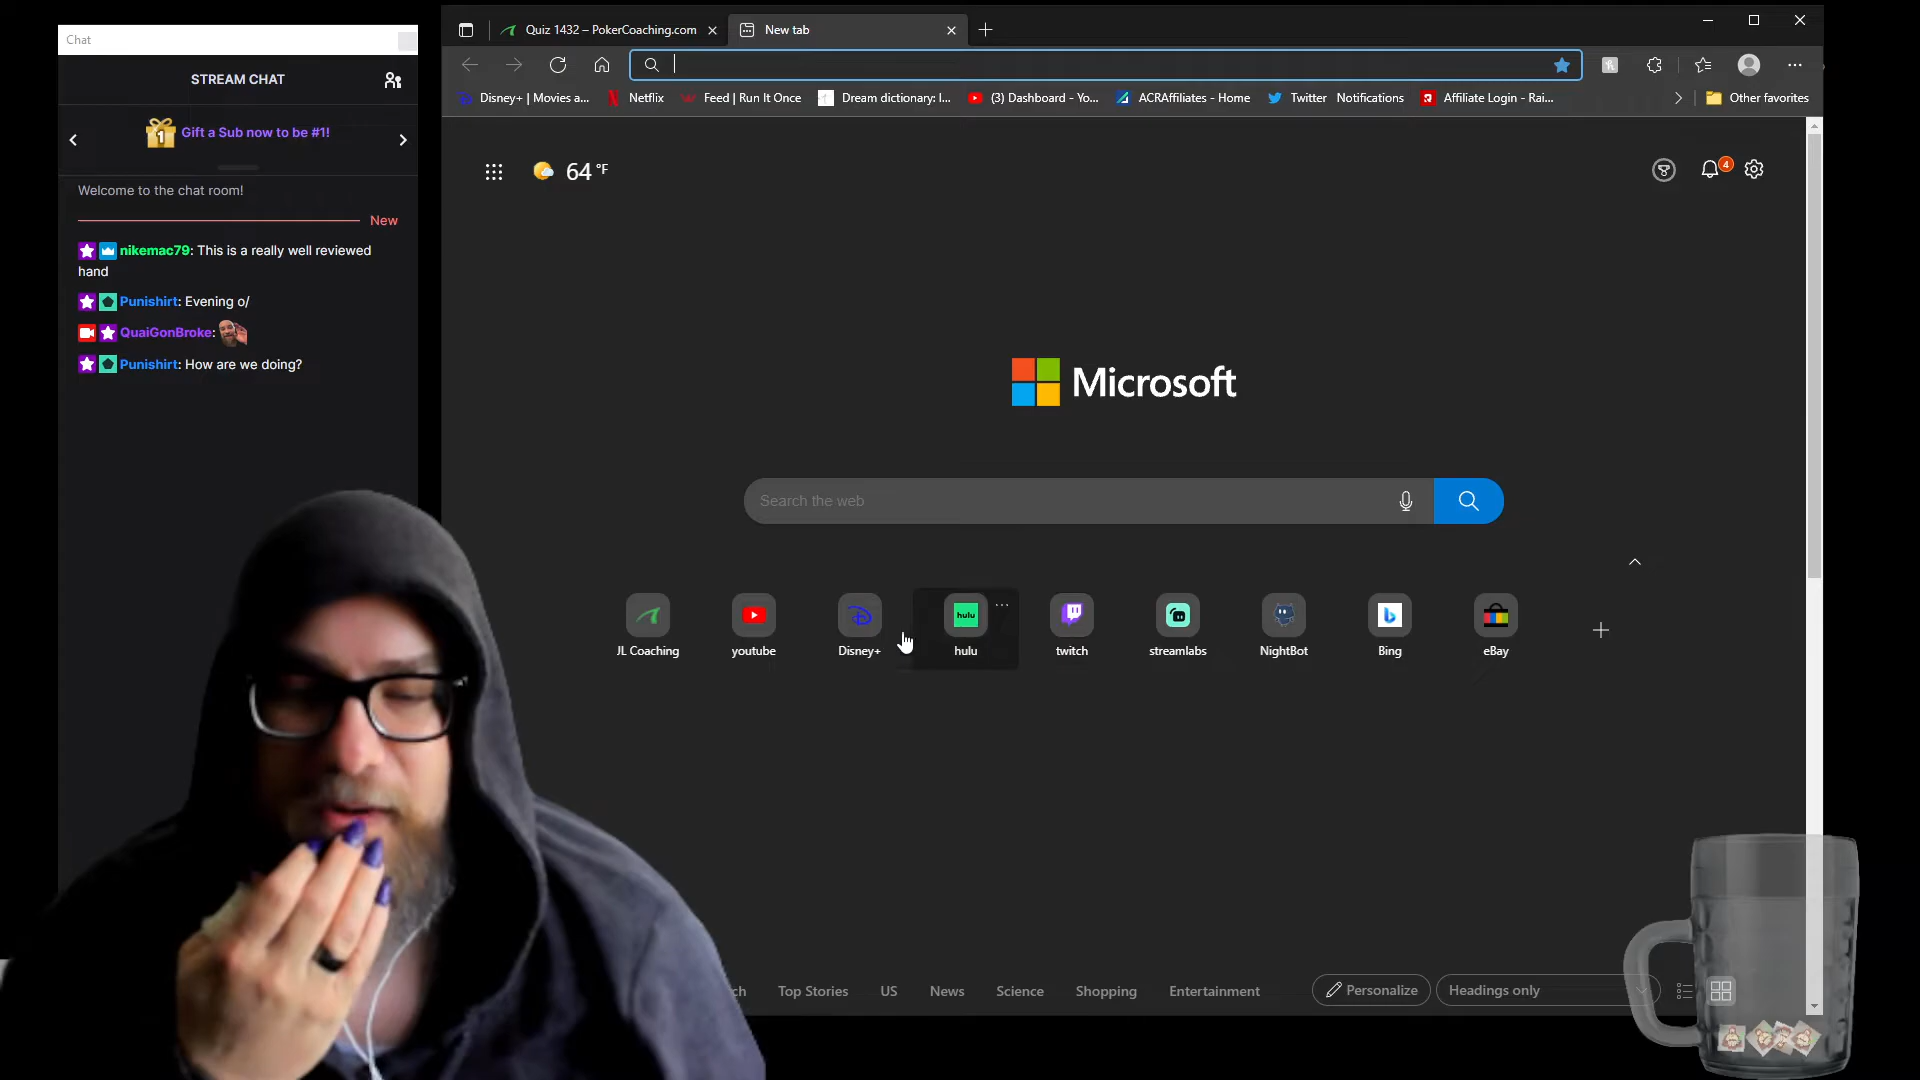 Chat
STREAM CHAT
1
Gift a Sub now to be #1!
Welcome to the chat room!
New
nikemac79: This is a really well reviewed
hand
Punishirt: Evening o/
QuaiGonBroke:
Punishirt: How are we doing?
Quiz 1432 – PokerCoaching.com
New tab
Disney+ | Movies a...
Netflix
Feed | Run It Once
Dream dictionary: I...
(3) Dashboard - Yo...
ACRAffiliates - Home
Twitter
Notifications
Affiliate Login - Rai...
Other favorites
64 °F
4
Microsoft
Search the web
hulu
JL Coaching
youtube
Disney+
hulu
twitch
streamlabs
NightBot
Bing
eBay
Top Stories
US
News
Science
Shopping
Entertainment
Personalize
Headings only